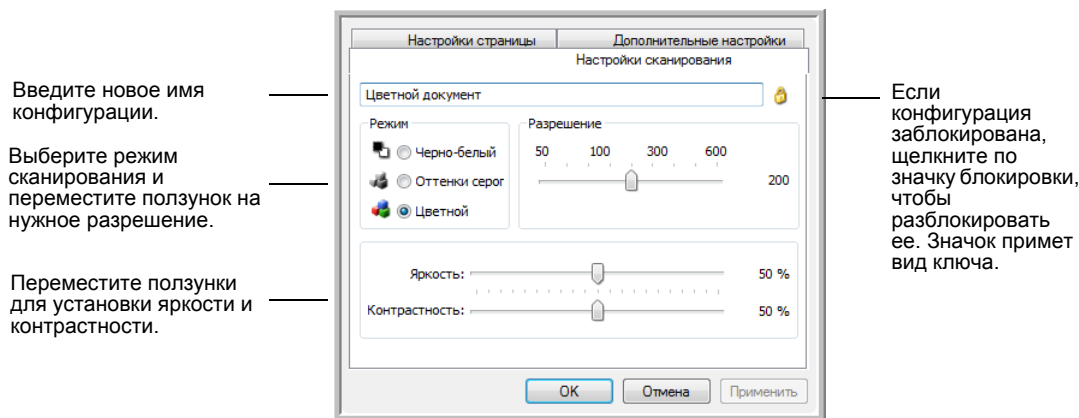 Введите новое имя
конфигурации.
Выберите режим
сканирования и
переместите ползунок на
нужное разрешение.
Переместите ползунки
для установки яркости и
контрастности.
Настройки страницы
Дополнительные настройки
Настройки сканирования
Цветной документ
Режим
Черно-белый
Оттенки серог
Цветной
Разрешение
50 100 300 600
200
Яркость: 50 %
Контрастность: 50 %
OK Отмена Применить
Если
конфигурация
заблокирована,
щелкните по
значку блокировки,
чтобы
разблокировать
ее. Значок примет
вид ключа.